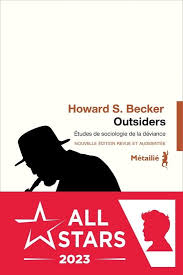 Howard S. Becker
Outsiders
Études de sociologie de la déviance
NOUVELLE ÉDITION REVUE ET AUGMENTÉE
Métailié
ALL
STARS
2023